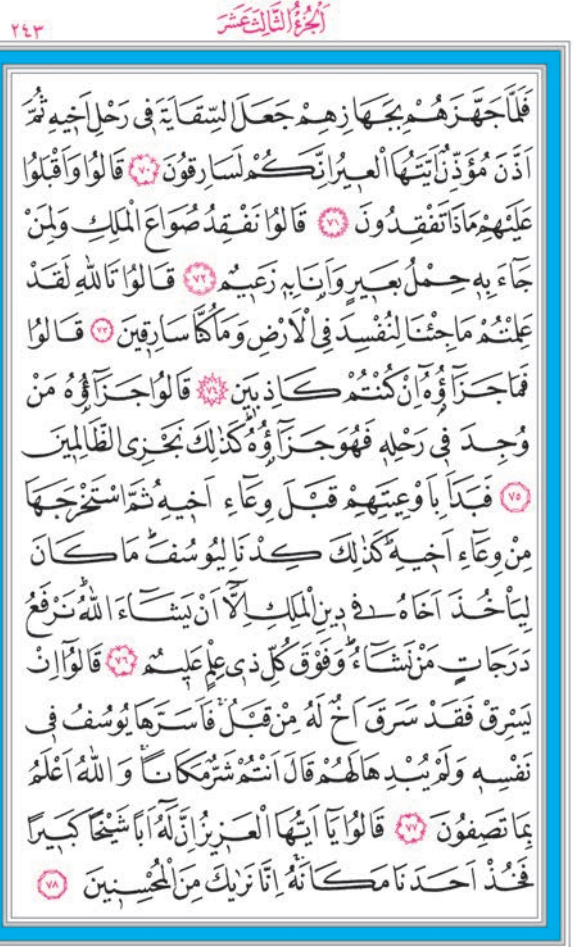 ٢٤٣
اَلْجُزْءُ الثَّالِثَ عَشَرَ
فَلَمَّا جَهَّزَهُمْ بِجَهَازِهِمْ جَعَلَ السِّقَايَةَ فٖى رَحْلِ اَخٖيهِ ثُمَّ
اَذَّنَ مُؤَذِّنٌ اَيَّتُهَا الْعٖيرُ اِنَّكُمْ لَسَارِقُونَ ﴿٧٠﴾ قَالُوا وَاَقْبَلُوا
عَلَيْهِمْ مَاذَا تَفْقِدُونَ ﴿٧١﴾ قَالُوا نَفْقِدُ صُوَاعَ الْمَلِكِ وَلِمَنْ
جَاءَ بِهٖ حِمْلُ بَعٖيرٍ وَاَنَا بِهٖ زَعٖيمٌ ﴿٧٢﴾ قَالُوا تَاللّٰهِ لَقَدْ
عَلِمْتُمْ مَا جِئْنَا لِنُفْسِدَ فِى الْاَرْضِ وَمَا كُنَّا سَارِقٖينَ ﴿٧٣﴾ قَالُوا
فَمَا جَزَٓاؤُ۬هُٓ اِنْ كُنْتُمْ كَاذِبٖينَ ﴿٧٤﴾ قَالُوا جَزَٓاؤُ۬هُ مَنْ
وُجِدَ فٖى رَحْلِهٖ فَهُوَ جَزَٓاؤُ۬هُؕ كَذٰلِكَ نَجْزِى الظَّالِمٖينَ
﴿٧٥﴾ فَبَدَاَ بِاَوْعِيَتِهِمْ قَبْلَ وِعَٓاءِ اَخٖيهِ ثُمَّ اسْتَخْرَجَهَا
مِنْ وِعَٓاءِ اَخٖيهِؕ كَذٰلِكَ كِدْنَا لِيُوسُفَؕ مَا كَانَ
لِيَاْخُذَ اَخَاهُ فٖى دٖينِ الْمَلِكِ اِلَّٓا اَنْ يَشَٓاءَ اللّٰهُؕ نَرْفَعُ
دَرَجَاتٍ مَنْ نَشَٓاءُؕ وَفَوْقَ كُلِّ ذٖى عِلْمٍ عَلٖيمٌ ﴿٧٦﴾ قَالُٓوا اِنْ
يَسْرِقْ فَقَدْ سَرَقَ اَخٌ لَهُ مِنْ قَبْلُۚ فَاَسَرَّهَا يُوسُفُ فٖى
نَفْسِهٖ وَلَمْ يُبْدِهَا لَهُمْۚ قَالَ اَنْتُمْ شَرٌّ مَكَانًاۚ وَاللّٰهُ اَعْلَمُ
بِمَا تَصِفُونَ ﴿٧٧﴾ قَالُوا يَٓا اَيُّهَا الْعَزٖيزُ اِنَّ لَهُٓ اَبًا شَيْخًا كَبٖيرًا
فَخُذْ اَحَدَنَا مَكَانَهُۚ اِنَّا نَرٰيكَ مِنَ الْمُحْسِنٖينَ ﴿٧٨﴾